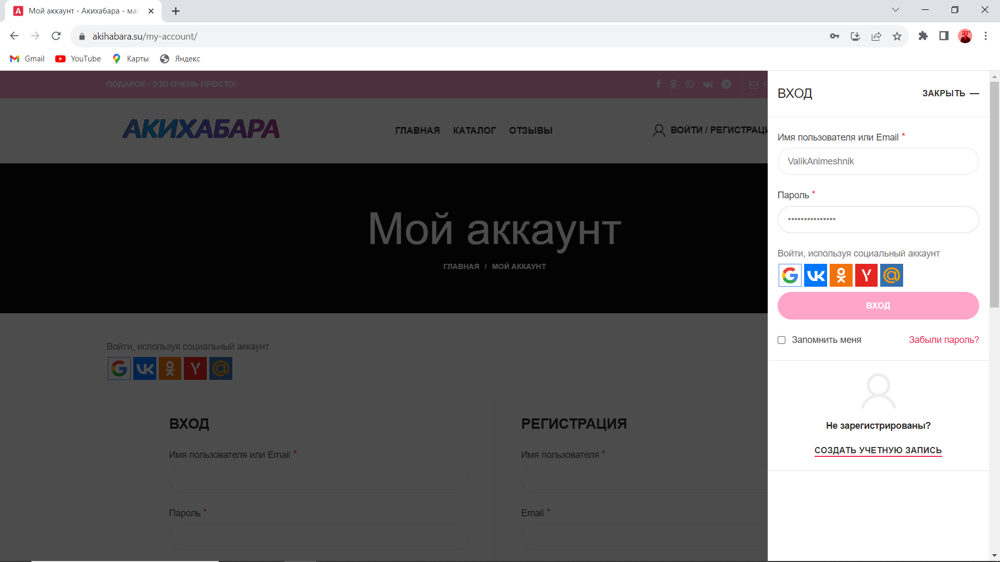 Мой аккаунт - Акихабара - маг
akihabara.su/my-account/
Gmail YouTube Карты Яндекс
ПОДАРОК - ЭТО ОЧЕНЬ ПРОСТО!
АКИХАБАРА
ГЛАВНАЯ КАТАЛОГ ОТЗЫВЫ
ВОЙТИ / РЕГИСТРАЦИ
Мой аккаунт
ГЛАВНАЯ / МОЙ АККАУНТ
Войти, используя социальный аккаунт
ВХОД
Имя пользователя или Email *
Пароль *
РЕГИСТРАЦИЯ
Имя пользователя *
Email *
ВХОД
ЗАКРЫТЬ
Имя пользователя или Email *
ValikAnimeshnik
Пароль *
•••••••••••••••
Войти, используя социальный аккаунт
ВХОД
Запомнить меня
Забыли пароль?
Не зарегистрированы?
СОЗДАТЬ УЧЕТНУЮ ЗАПИСЬ